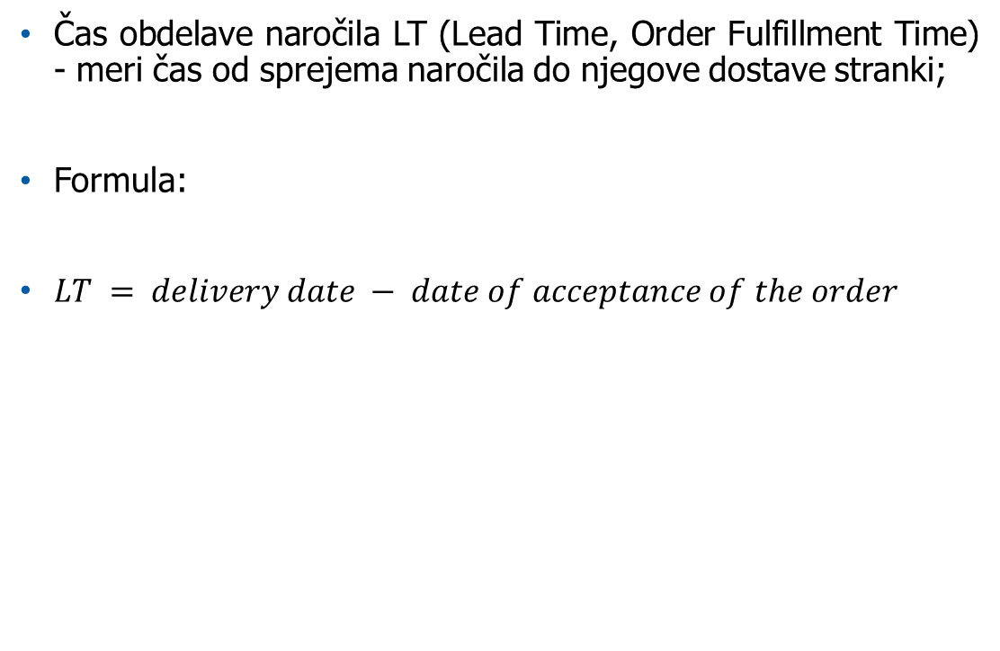 • Čas obdelave naročila LT (Lead Time, Order Fulfillment Time)
- meri čas od sprejema naročila do njegove dostave stranki;
• Formula:
• LT = delivery date − date of acceptance of the order